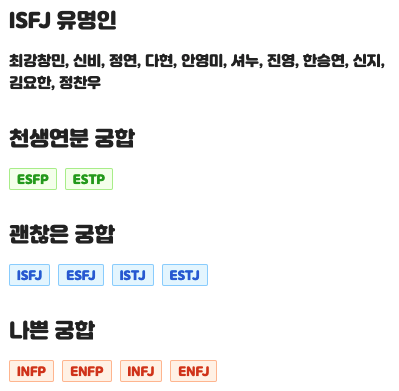 ISFJ 유명인
최강창민, 신비, 정연, 다현, 안영미, 셔누, 진영, 한승연, 신지,
김요한, 정찬우
천생연분 궁합
ESFP ESTP
괜찮은 궁합
ISFJ ESFJ ISTJ ESTJ
나쁜 궁합
INFP ENFP INFJ ENFJ